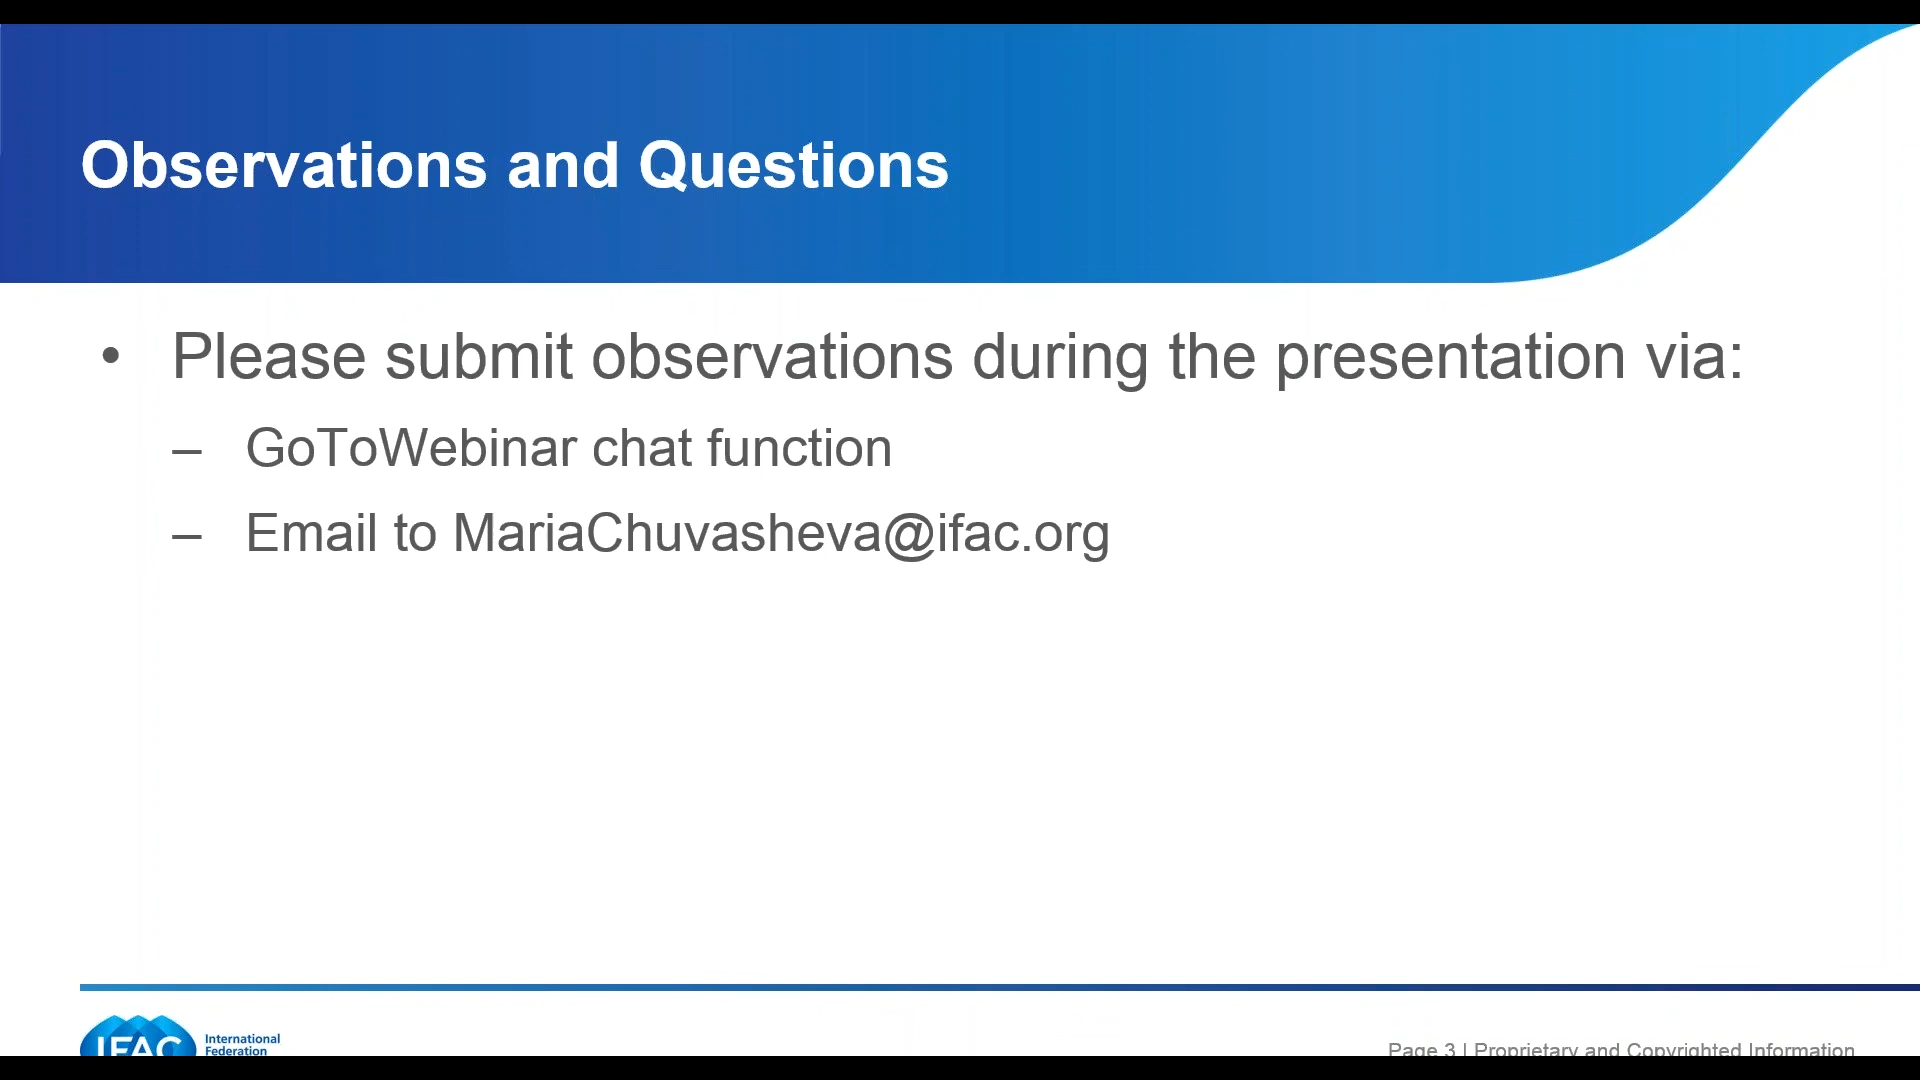 Observations and Questions
• Please submit observations during the presentation via:
– GoToWebinar chat function
– Email to MariaChuvasheva@ifac.org
IFAC
International
Federation
Page 3 | Proprietary and Copyrighted Information